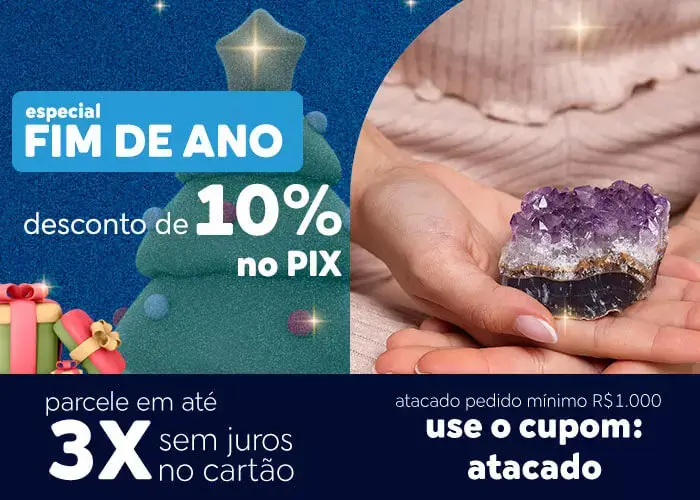 especial
FIM DE ANO
desconto de 10%
no PIX
parcele em até
3X sem juros
no cartão
atacado pedido mínimo R$1.000
use o cupom:
atacado